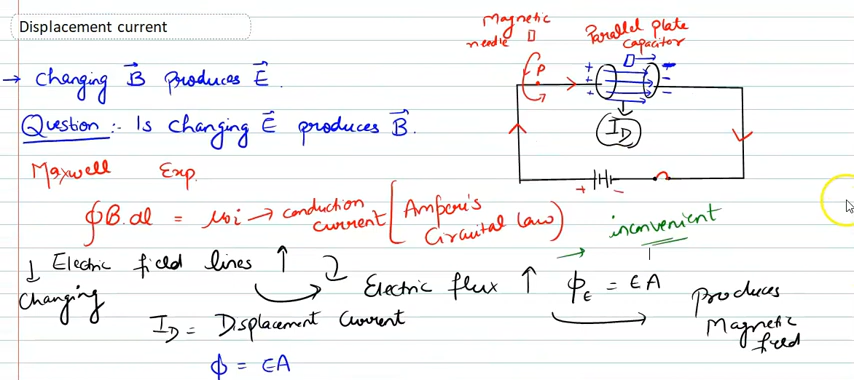 Displacement current
Magnetic
needle
Parallel plate
capacitor
P
+ + +
- - -
I_D
+ -
→ Changing B⃗ produces E⃗.
Question :- Is changing E⃗ produces B⃗.
Maxwell Exp.
∮B.dl = μ₀i → conduction current [Ampere's Circuital law)
inconvenient
↓ Electric field lines ↑
Changing
Electric flux ↑ → ϕ_E = EA
Produces
Magnetic
field
I_D = Displacement Current
ϕ = EA